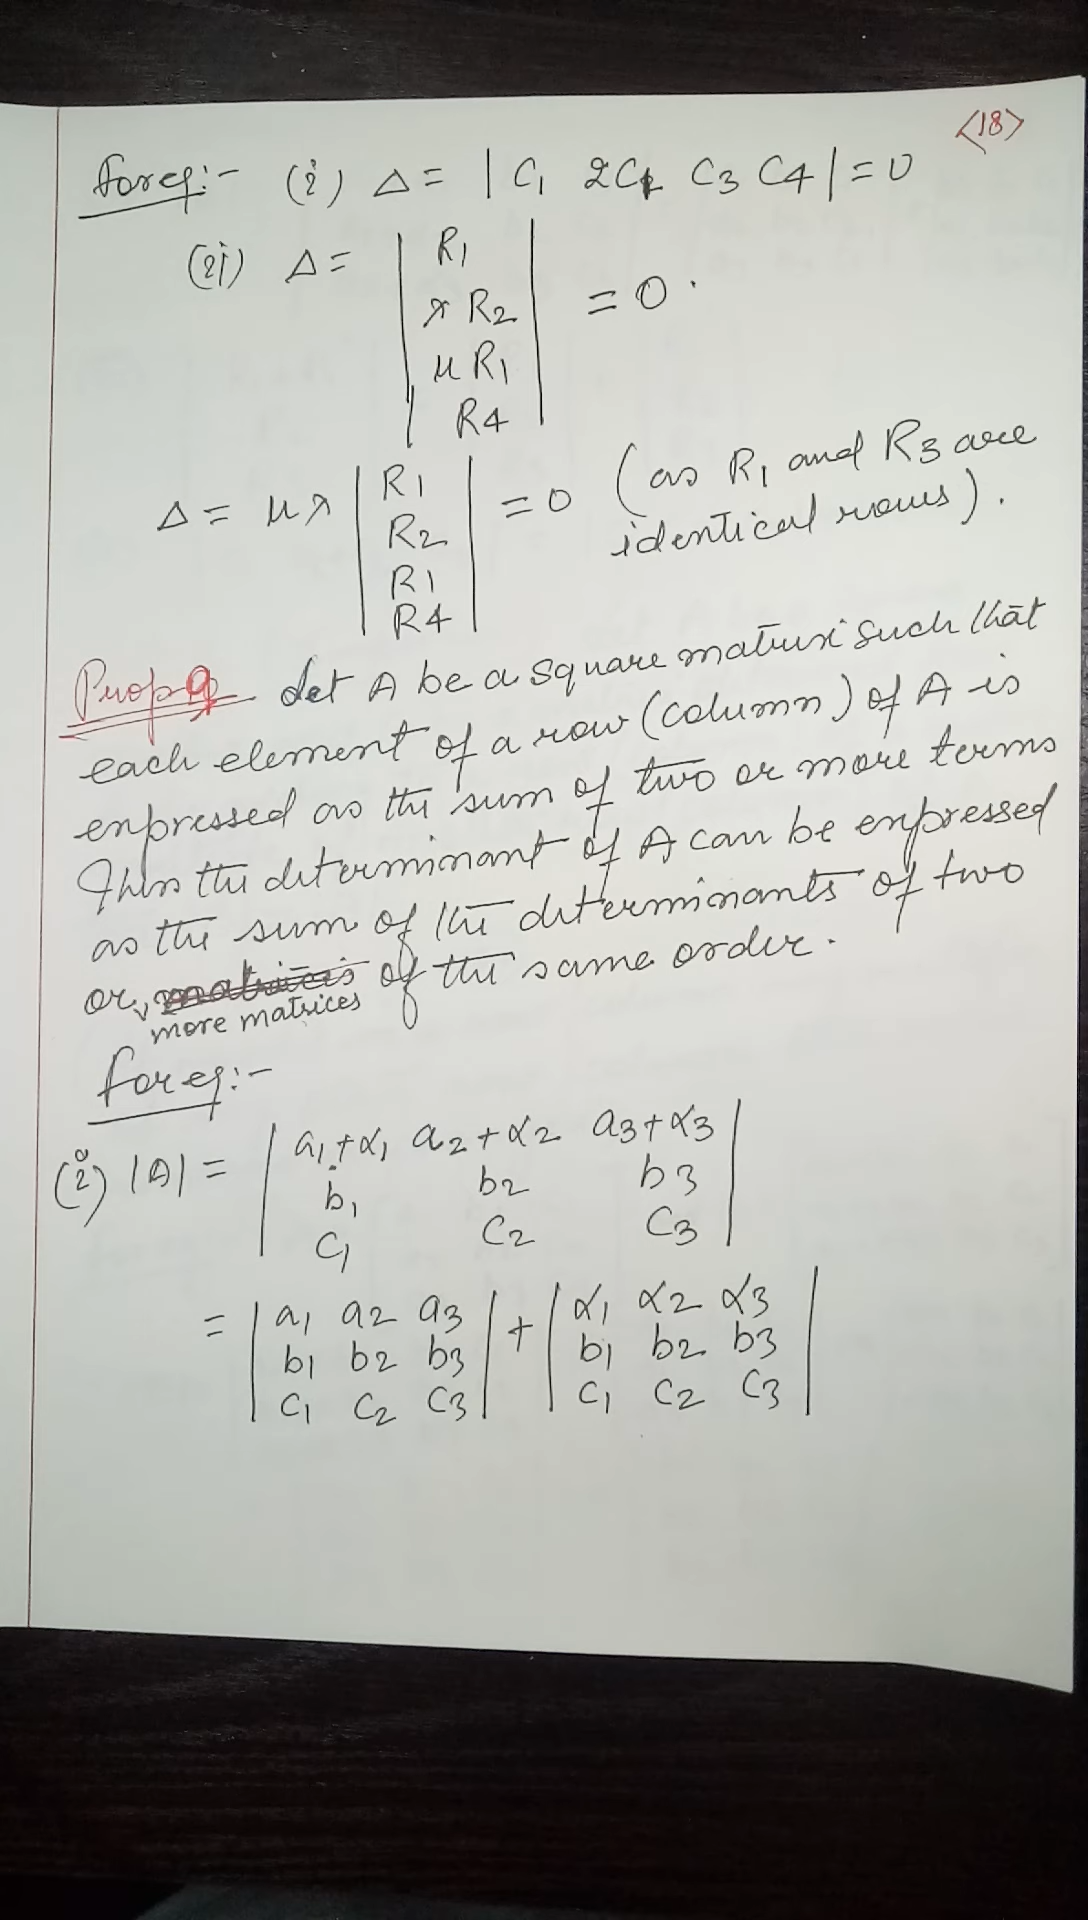 <18>
for eg:- (i) Δ = | C1 2C1 C3 C4 | = 0
(ii) Δ = | R1
λ R2
μ R1
R4 | = 0.
Δ = μλ | R1
R2
R1
R4 | = 0 (as R1 and R3 are
identical rows).
Prop 9 Let A be a square matrix such that
each element of a row (column) of A is
expressed as the sum of two or more terms
Then the determinant of A can be expressed
as the sum of the determinants of two
or more matrices of the same order.
for eg:-
(i) |A| = | a1+α1 a2+α2 a3+α3 |
b1 b2 b3
C1 C2 C3
= | a1 a2 a3 | + | α1 α2 α3 |
b1 b2 b3 b1 b2 b3
C1 C2 C3 C1 C2 C3